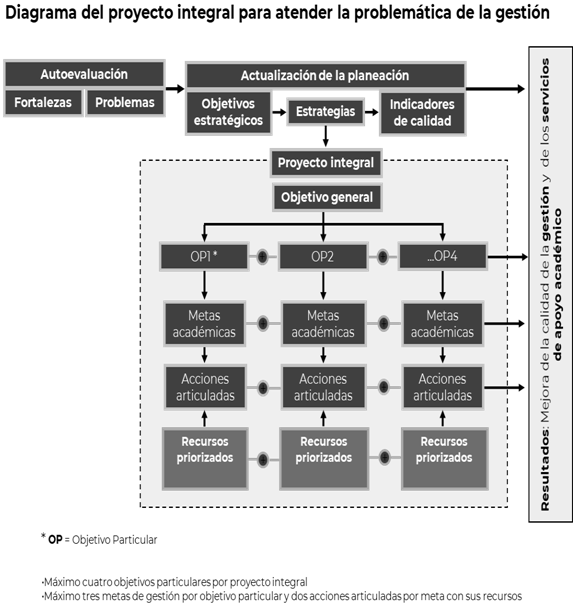 Diagrama del proyecto integral para atender la problemática de la gestión
Autoevaluación
Fortalezas
Problemas
Actualización de la planeación
Objetivos
estratégicos
Estrategias
Indicadores
de calidad
Proyecto integral
Objetivo general
OP1 *
OP2
...OP4
Metas
académicas
Metas
académicas
Metas
académicas
Acciones
articuladas
Acciones
articuladas
Acciones
articuladas
Recursos
priorizados
Recursos
priorizados
Recursos
priorizados
Resultados: Mejora de la calidad de la gestión y de los servicios
de apoyo académico
* OP = Objetivo Particular
·Máximo cuatro objetivos particulares por proyecto integral
·Máximo tres metas de gestión por objetivo particular y dos acciones articuladas por meta con sus recursos